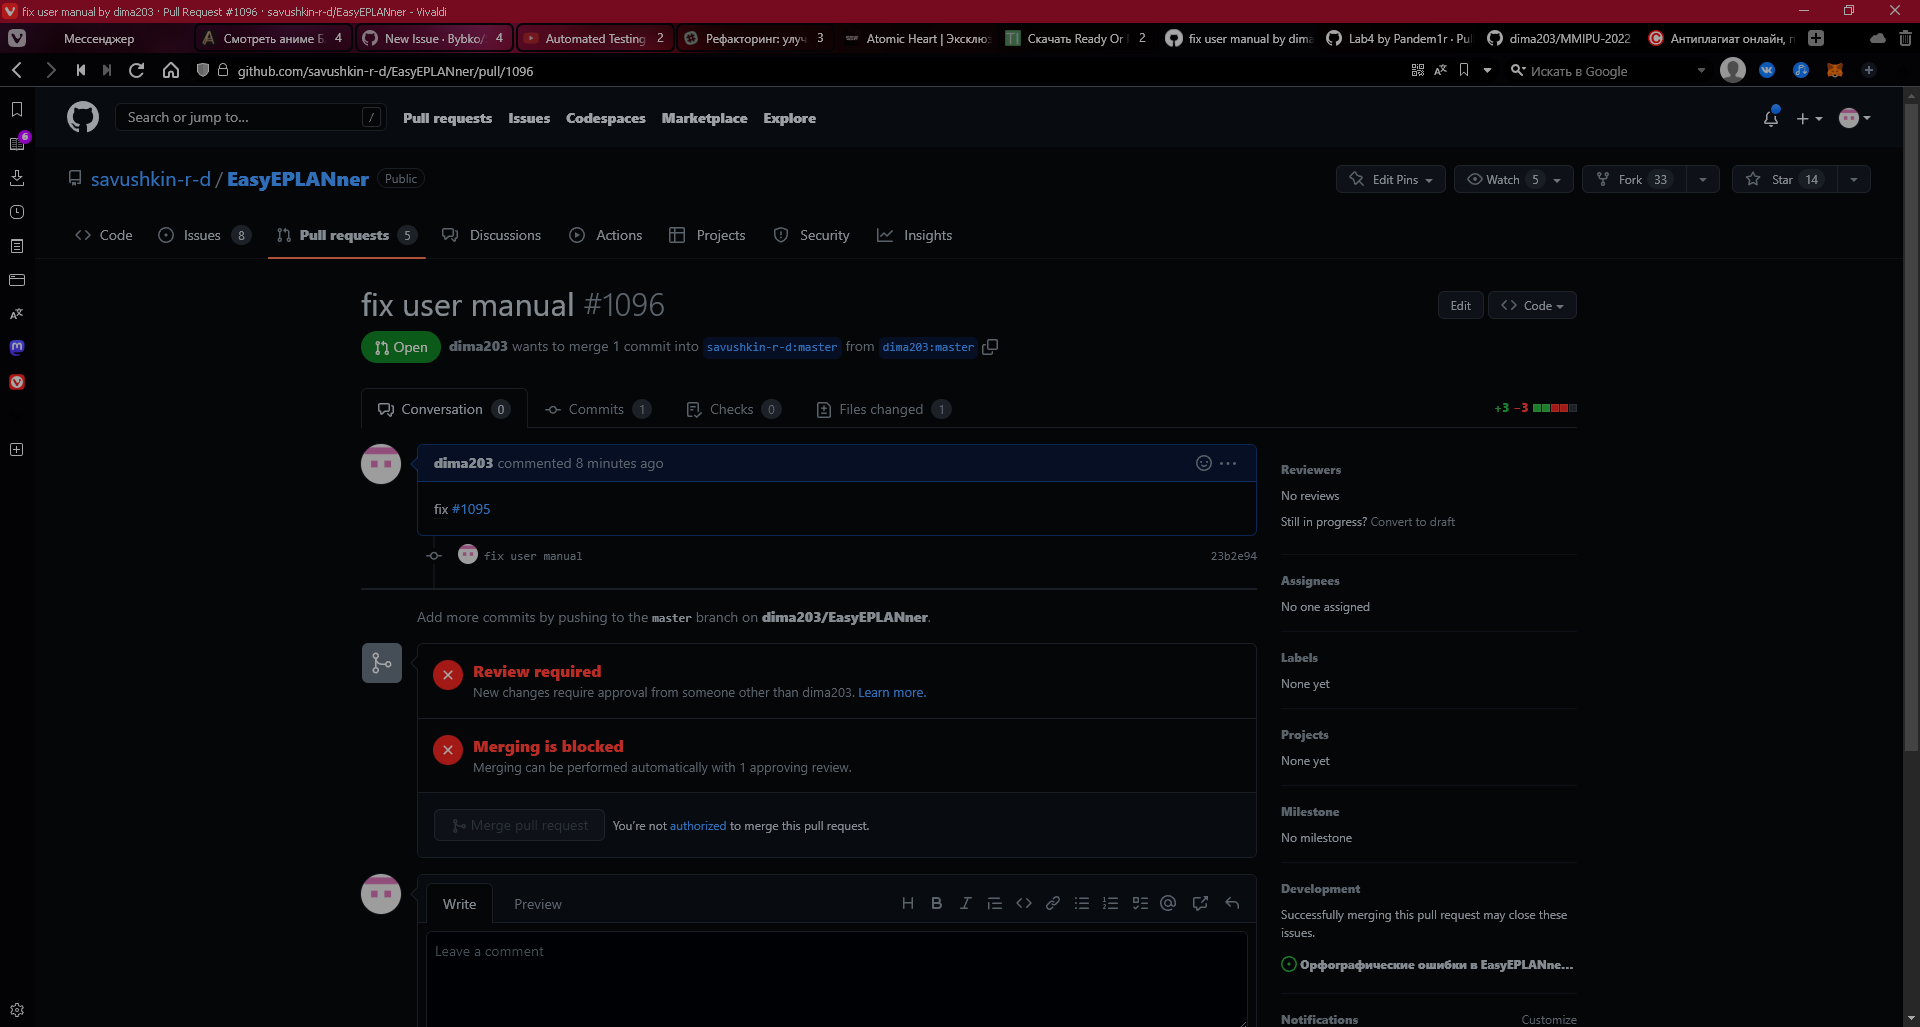 fix user manual by dima203 · Pull Request #1096 · savushkin-r-d/EasyEPLANner - Vivaldi
Мессенджер
Смотреть аниме Б 4
New Issue · Bybko/ 4
Automated Testing 2
Рефакторинг: улуч 3
Atomic Heart | Эксклюз
Скачать Ready Or 2
fix user manual by dima
Lab4 by Pandem1r · Pul
dima203/MMIPU-2022
Антиплагиат онлайн, п
github.com/savushkin-r-d/EasyEPLANner/pull/1096
Искать в Google
6
Search or jump to... /
Pull requests
Issues
Codespaces
Marketplace
Explore
savushkin-r-d / EasyEPLANner Public
Edit Pins
Watch 5
Fork 33
Star 14
Code
Issues 8
Pull requests 5
Discussions
Actions
Projects
Security
Insights
fix user manual #1096
Edit
Code
Open
dima203 wants to merge 1 commit into savushkin-r-d:master from dima203:master
Conversation 0
Commits 1
Checks 0
Files changed 1
+3 −3
dima203 commented 8 minutes ago
fix #1095
fix user manual 23b2e94
Add more commits by pushing to the master branch on dima203/EasyEPLANner.
Review required
New changes require approval from someone other than dima203. Learn more.
Merging is blocked
Merging can be performed automatically with 1 approving review.
Merge pull request
You're not authorized to merge this pull request.
Write
Preview
Leave a comment
Reviewers
No reviews
Still in progress? Convert to draft
Assignees
No one assigned
Labels
None yet
Projects
None yet
Milestone
No milestone
Development
Successfully merging this pull request may close these
issues.
Орфографические ошибки в EasyEPLANne...
Notifications Customize